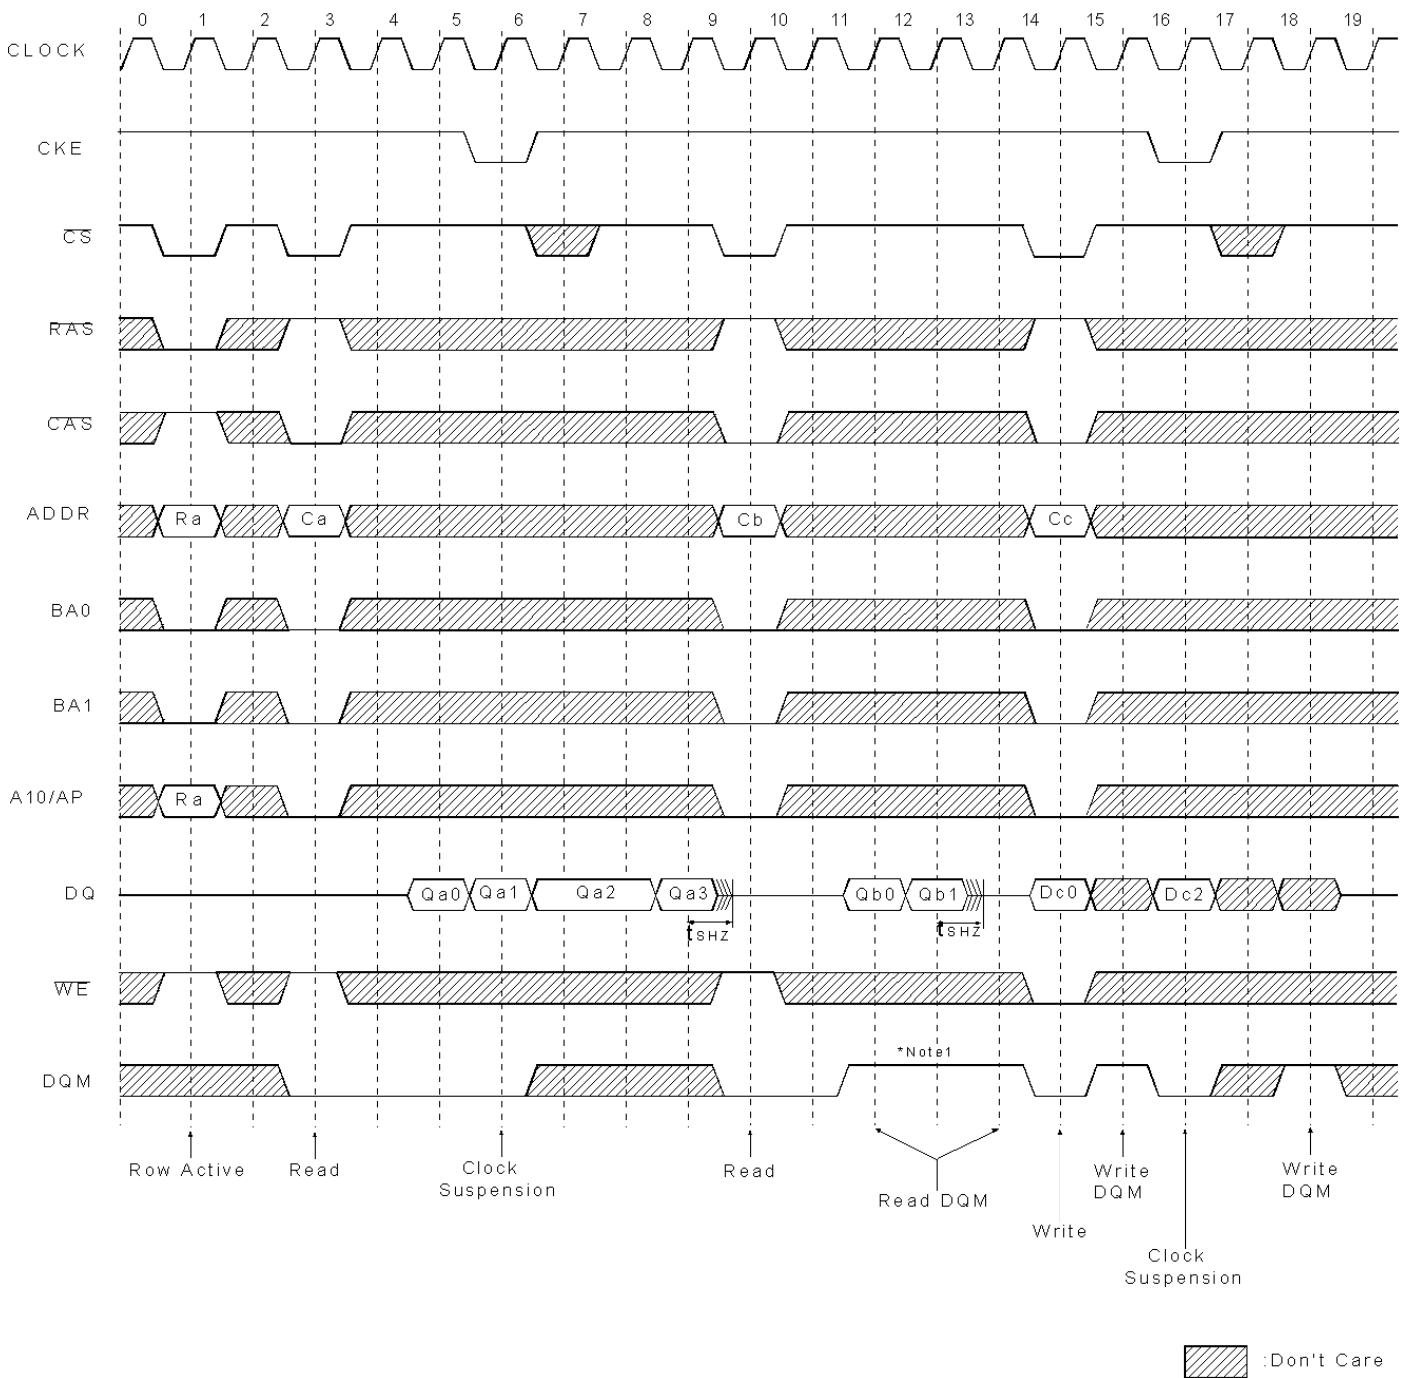 0 1 2 3 4 5 6 7 8 9 10 11 12 13 14 15 16 17 18 19
CLOCK
CKE
CS
RAS
CAS
ADDR Ra Ca Cb Cc
BA0
BA1
A10/AP Ra
DQ Qa0 Qa1 Qa2 Qa3 Qb0 Qb1 Dc0 Dc2
tSHZ tSHZ
WE
*Note1
DQM
Row Active Read Clock Suspension Read Read DQM Write Write DQM Clock Suspension Write DQM
:Don't Care